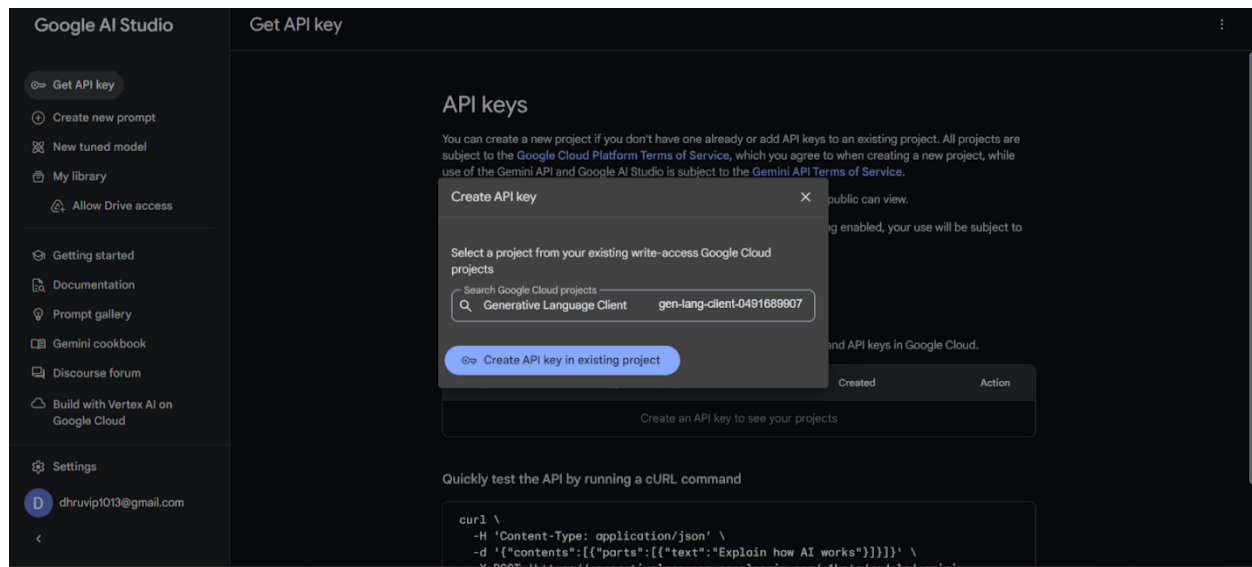 Google AI Studio
Get API key
Get API key
Create new prompt
New tuned model
My library
Allow Drive access
Getting started
Documentation
Prompt gallery
Gemini cookbook
Discourse forum
Build with Vertex AI on
Google Cloud
Settings
D dhruvip1013@gmail.com
API keys
You can create a new project if you don't have one already or add API keys to an existing project. All projects are
subject to the Google Cloud Platform Terms of Service, which you agree to when creating a new project, while
use of the Gemini API and Google AI Studio is subject to the Gemini API Terms of Service.
public can view.
enabled, your use will be subject to
Create API key
Select a project from your existing write-access Google Cloud
projects
Search Google Cloud projects
Generative Language Client gen-lang-client-0491689907
Create API key in existing project
and API keys in Google Cloud.
Created Action
Create an API key to see your projects
Quickly test the API by running a cURL command
curl \
-H 'Content-Type: application/json' \
-d '{"contents":[{"parts":[{"text":"Explain how AI works"}]}]}' \